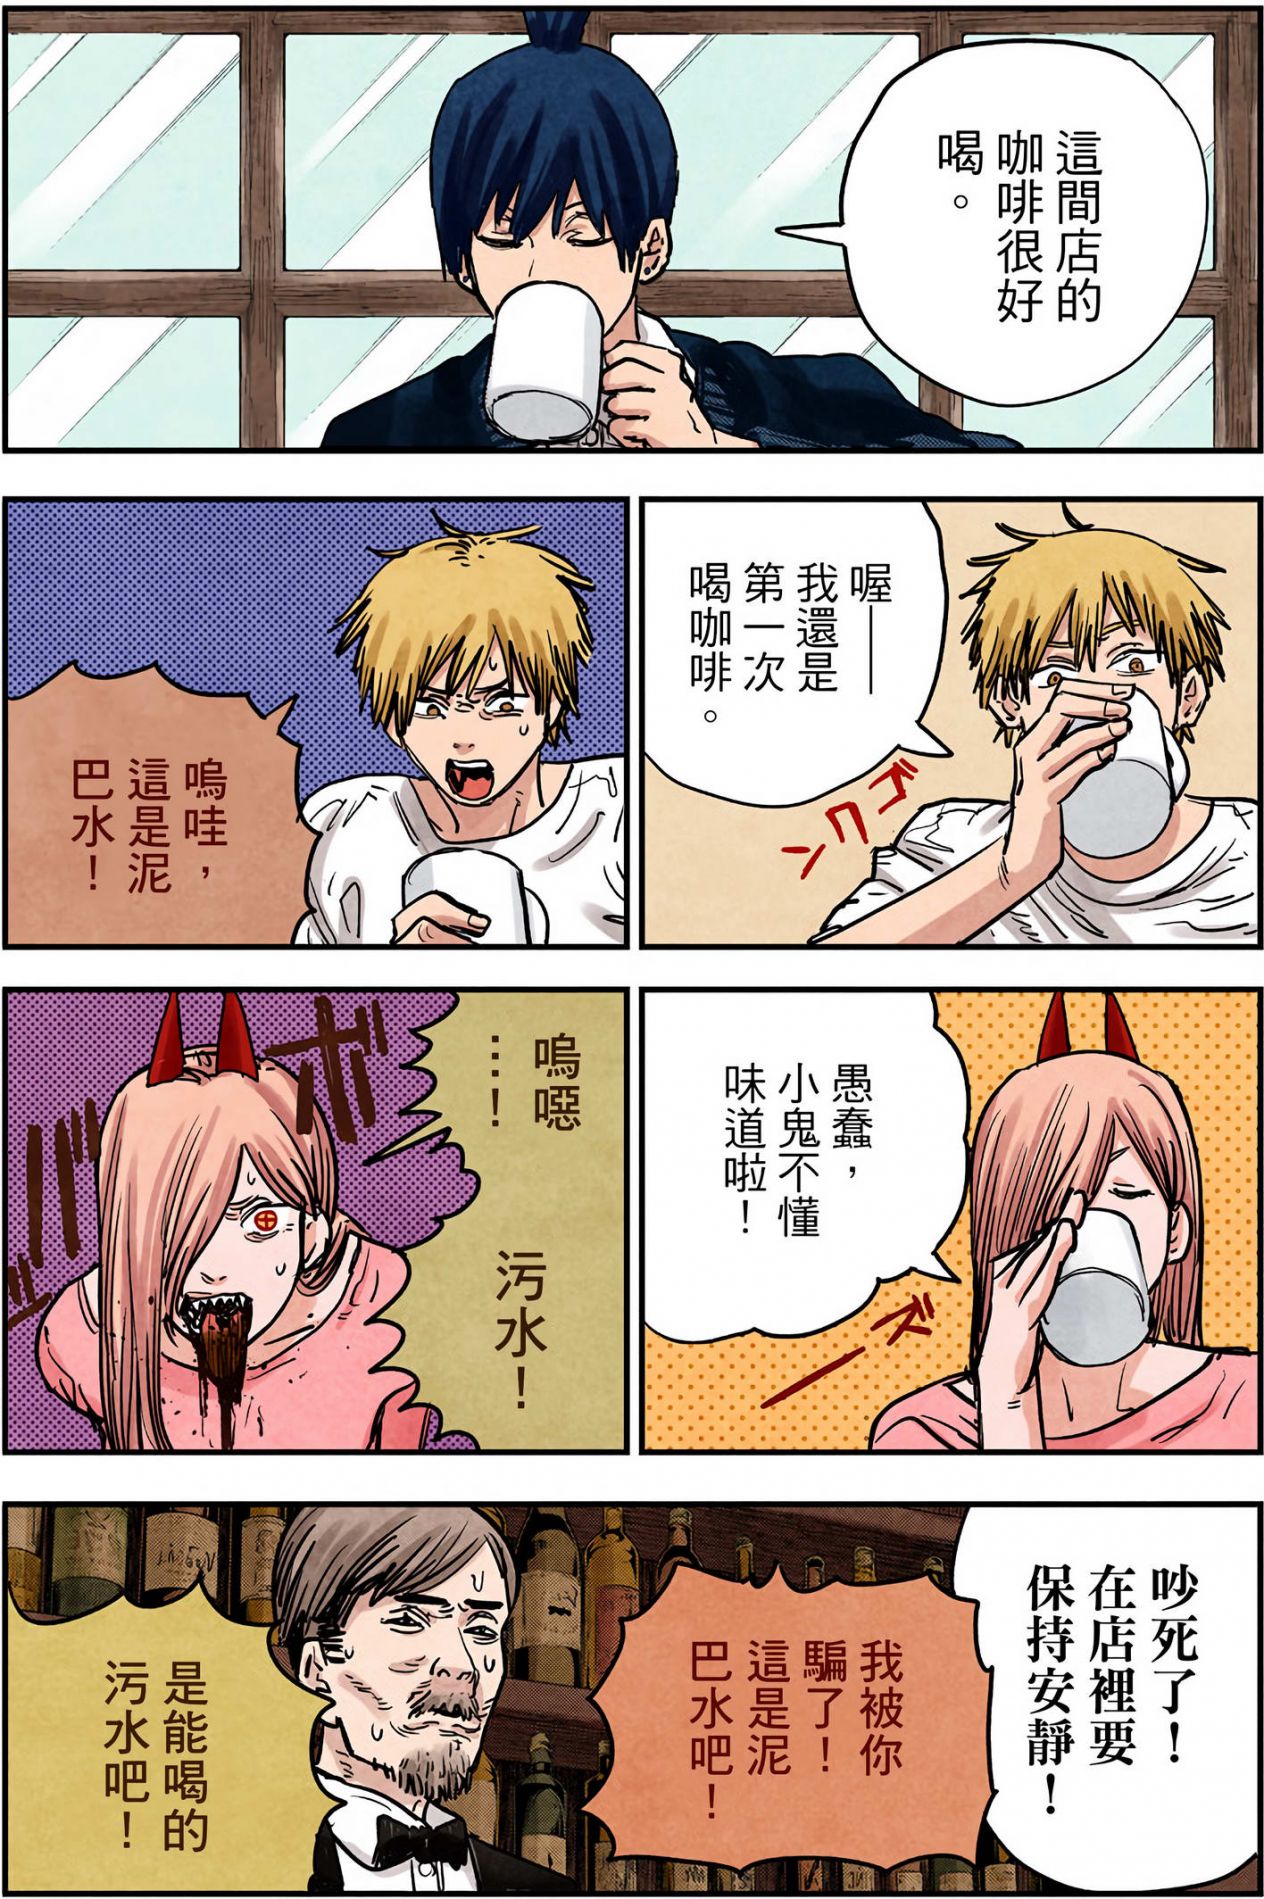 這間店的
咖啡很好
喝。
喔——
我還是
第一次
喝咖啡。
ゴクン
嗚哇，
這是泥
巴水！
愚蠢，
小鬼不懂
味道啦！
ズー
嗚噁
…！
污水！
吵死了！
在店裡要
保持安靜！
我被你
騙了！
這是泥
巴水吧！
是能喝的
污水吧！